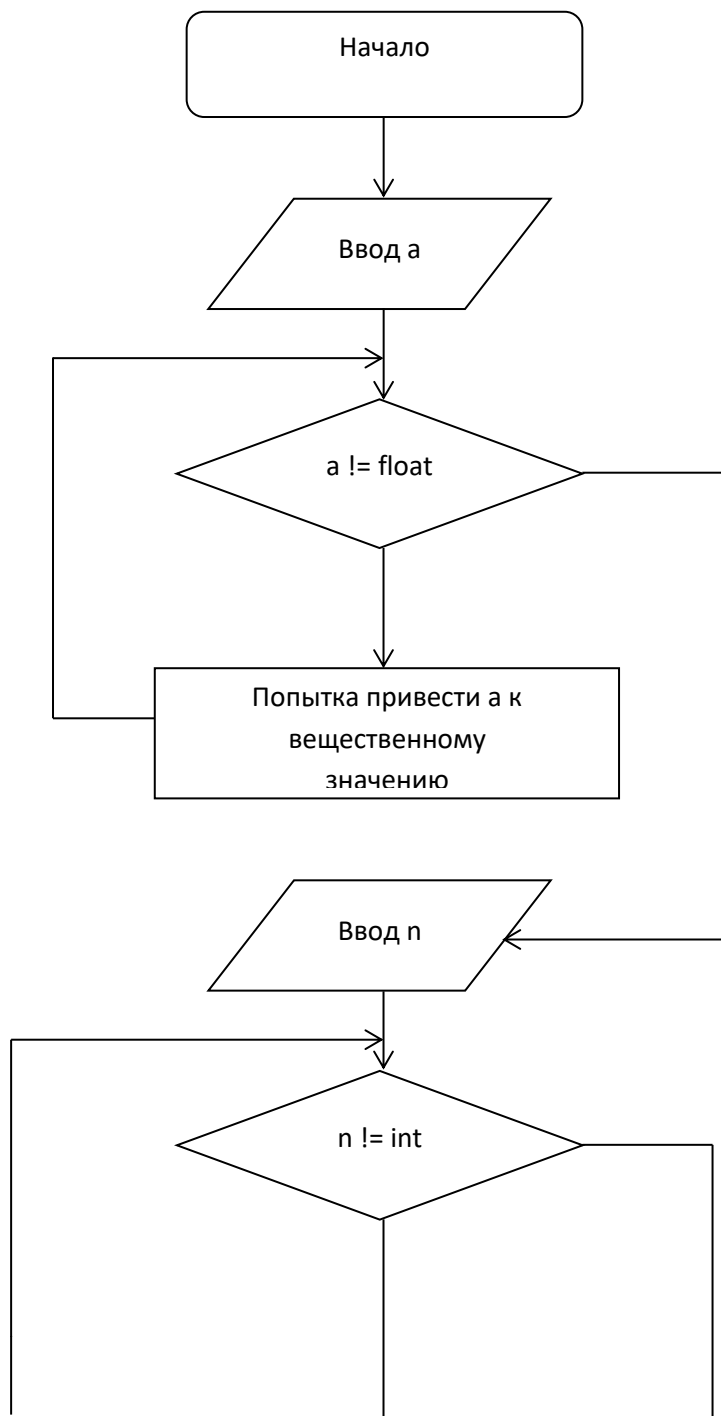 Начало
Ввод a
a != float
Попытка привести а к
вещественному
значению
Ввод n
n != int